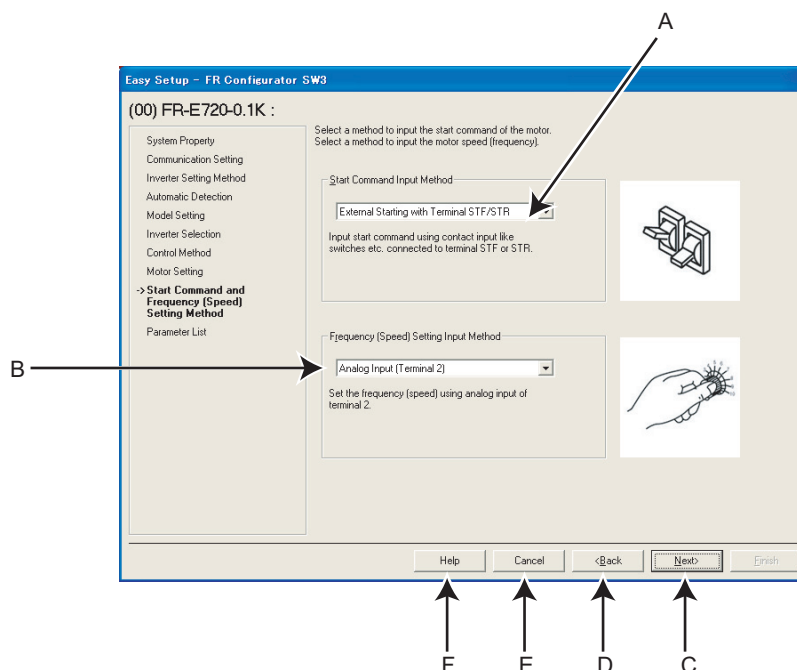 A
Easy Setup - FR Configurator SW3
(00) FR-E720-0.1K :
System Property
Communication Setting
Inverter Setting Method
Automatic Detection
Model Setting
Inverter Selection
Control Method
Motor Setting
->Start Command and
Frequency (Speed)
Setting Method
Parameter List
Select a method to input the start command of the motor.
Select a method to input the motor speed (frequency).
Start Command Input Method
External Starting with Terminal STF/STR
Input start command using contact input like
switches etc. connected to terminal STF or STR.
B
Frequency (Speed) Setting Input Method
Analog Input (Terminal 2)
Set the frequency (speed) using analog input of
terminal 2.
Help
Cancel
<Back
Next>
Finish
F
E
D
C